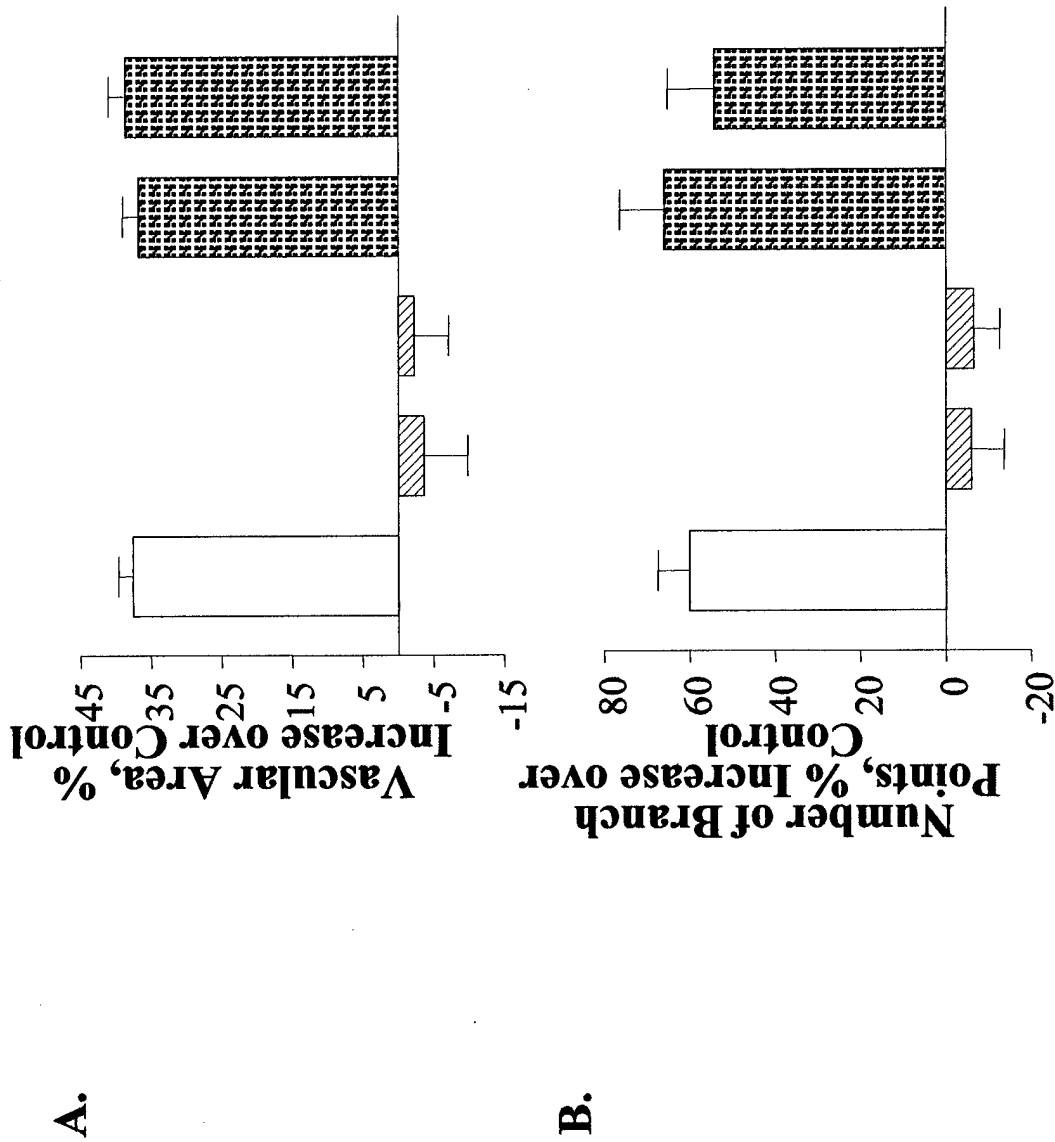 A.
Vascular Area, %
Increase over Control
45
35
25
15
5
-5
-15
B.
Number of Branch
Points, % Increase over
Control
80
60
40
20
0
-20